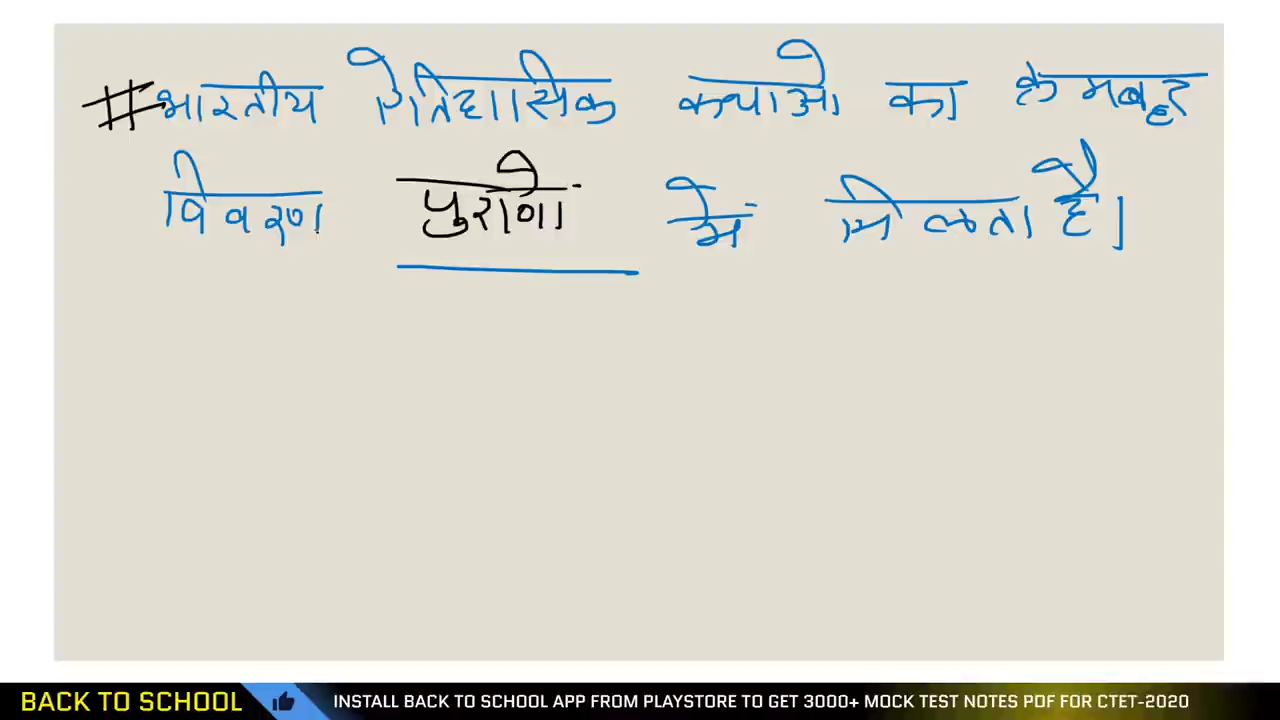 # भारतीय ऐतिहासिक कथाओ का क्रमबद्ध
विवरण पुराणों में मिलता है।
BACK TO SCHOOL INSTALL BACK TO SCHOOL APP FROM PLAYSTORE TO GET 3000+ MOCK TEST NOTES PDF FOR CTET-2020